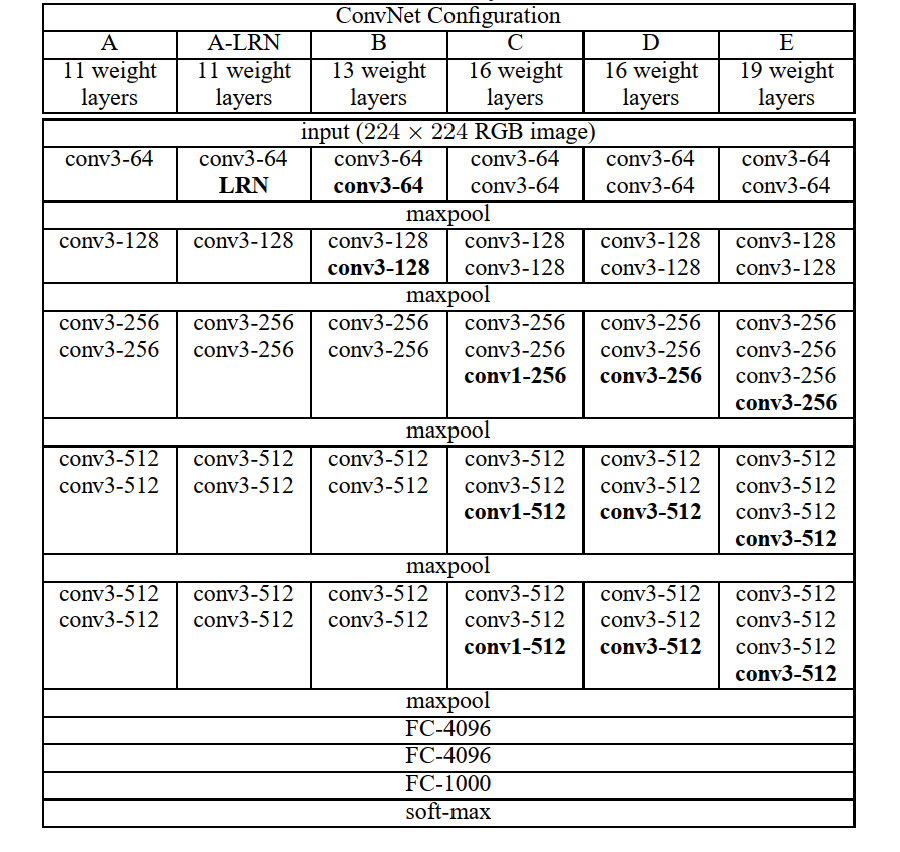 ConvNet Configuration
A A-LRN B C D E
11 weight 11 weight 13 weight 16 weight 16 weight 19 weight
layers layers layers layers layers layers
input (224 × 224 RGB image)
conv3-64 conv3-64 conv3-64 conv3-64 conv3-64 conv3-64
LRN conv3-64 conv3-64 conv3-64 conv3-64
maxpool
conv3-128 conv3-128 conv3-128 conv3-128 conv3-128 conv3-128
conv3-128 conv3-128 conv3-128 conv3-128
maxpool
conv3-256 conv3-256 conv3-256 conv3-256 conv3-256 conv3-256
conv3-256 conv3-256 conv3-256 conv3-256 conv3-256 conv3-256
conv1-256 conv3-256 conv3-256
conv3-256
maxpool
conv3-512 conv3-512 conv3-512 conv3-512 conv3-512 conv3-512
conv3-512 conv3-512 conv3-512 conv3-512 conv3-512 conv3-512
conv1-512 conv3-512 conv3-512
conv3-512
maxpool
conv3-512 conv3-512 conv3-512 conv3-512 conv3-512 conv3-512
conv3-512 conv3-512 conv3-512 conv3-512 conv3-512 conv3-512
conv1-512 conv3-512 conv3-512
conv3-512
maxpool
FC-4096
FC-4096
FC-1000
soft-max